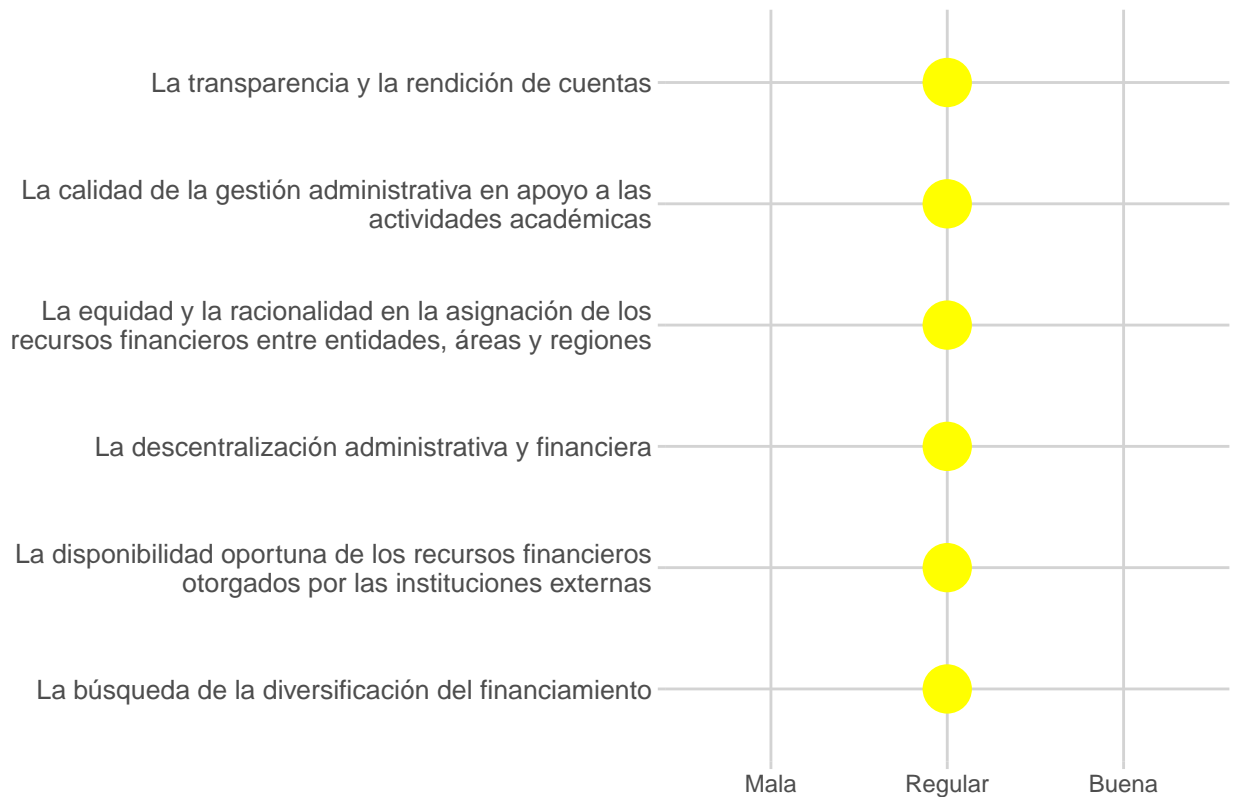 La transparencia y la rendición de cuentas
La calidad de la gestión administrativa en apoyo a las
actividades académicas
La equidad y la racionalidad en la asignación de los
recursos financieros entre entidades, áreas y regiones
La descentralización administrativa y financiera
La disponibilidad oportuna de los recursos financieros
otorgados por las instituciones externas
La búsqueda de la diversificación del financiamiento
Mala Regular Buena